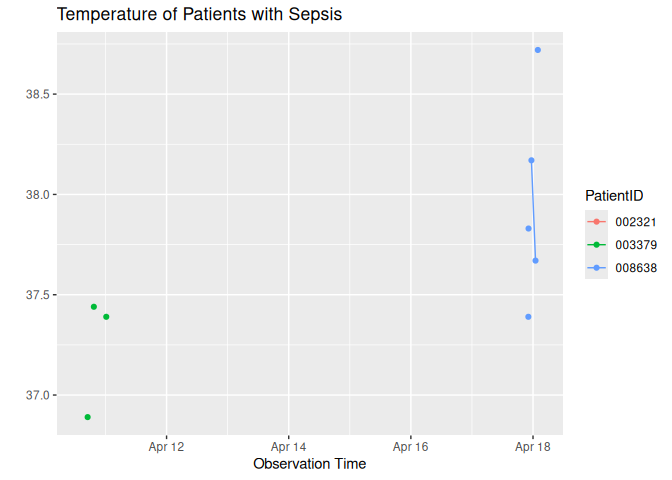 Temperature of Patients with Sepsis
38.5
38.0
37.5
37.0
Apr 12 Apr 14 Apr 16 Apr 18
Observation Time
PatientID
002321
003379
008638